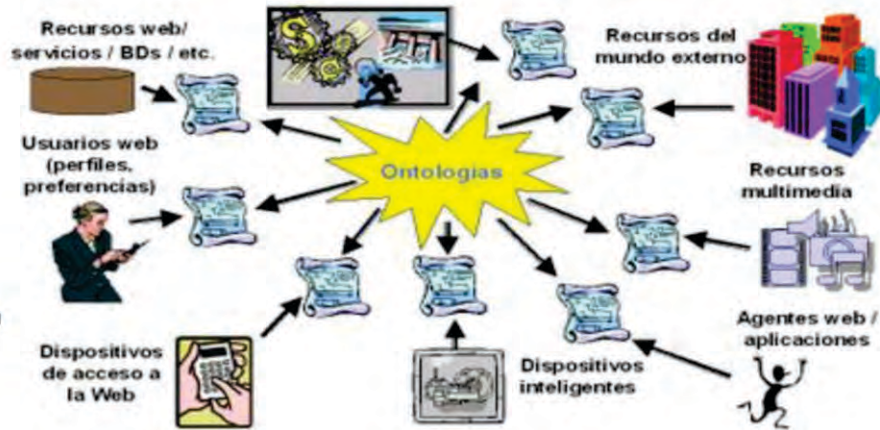 Recursos web/
servicios / BDs / etc.
Recursos del
mundo externo
Usuarios web
(perfiles,
preferencias)
Ontologías
Recursos
multimedia
Agentes web /
aplicaciones
Dispositivos
de acceso a
la Web
Dispositivos
inteligentes